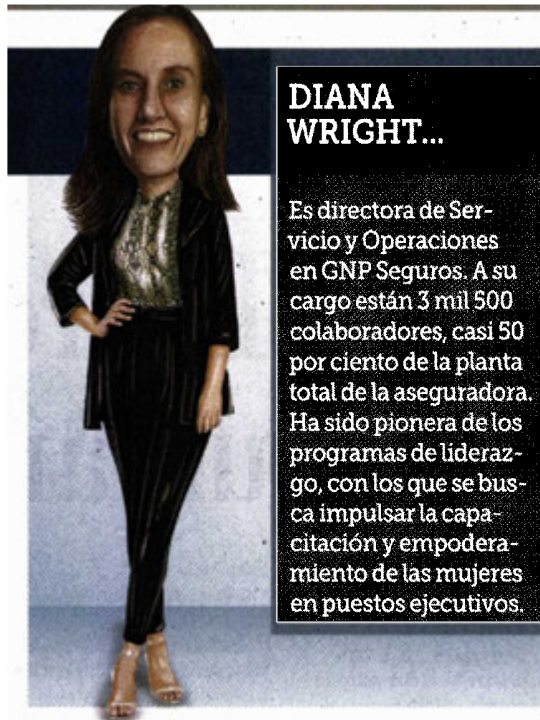 DIANA
WRIGHT...
Es directora de Ser-
vicio y Operaciones
en GNP Seguros. A su
cargo están 3 mil 500
colaboradores, casi 50
por ciento de la planta
total de la aseguradora.
Ha sido pionera de los
programas de lideraz-
go, con los que se bus-
ca impulsar la capa-
citación y empodera-
miento de las mujeres
en puestos ejecutivos.